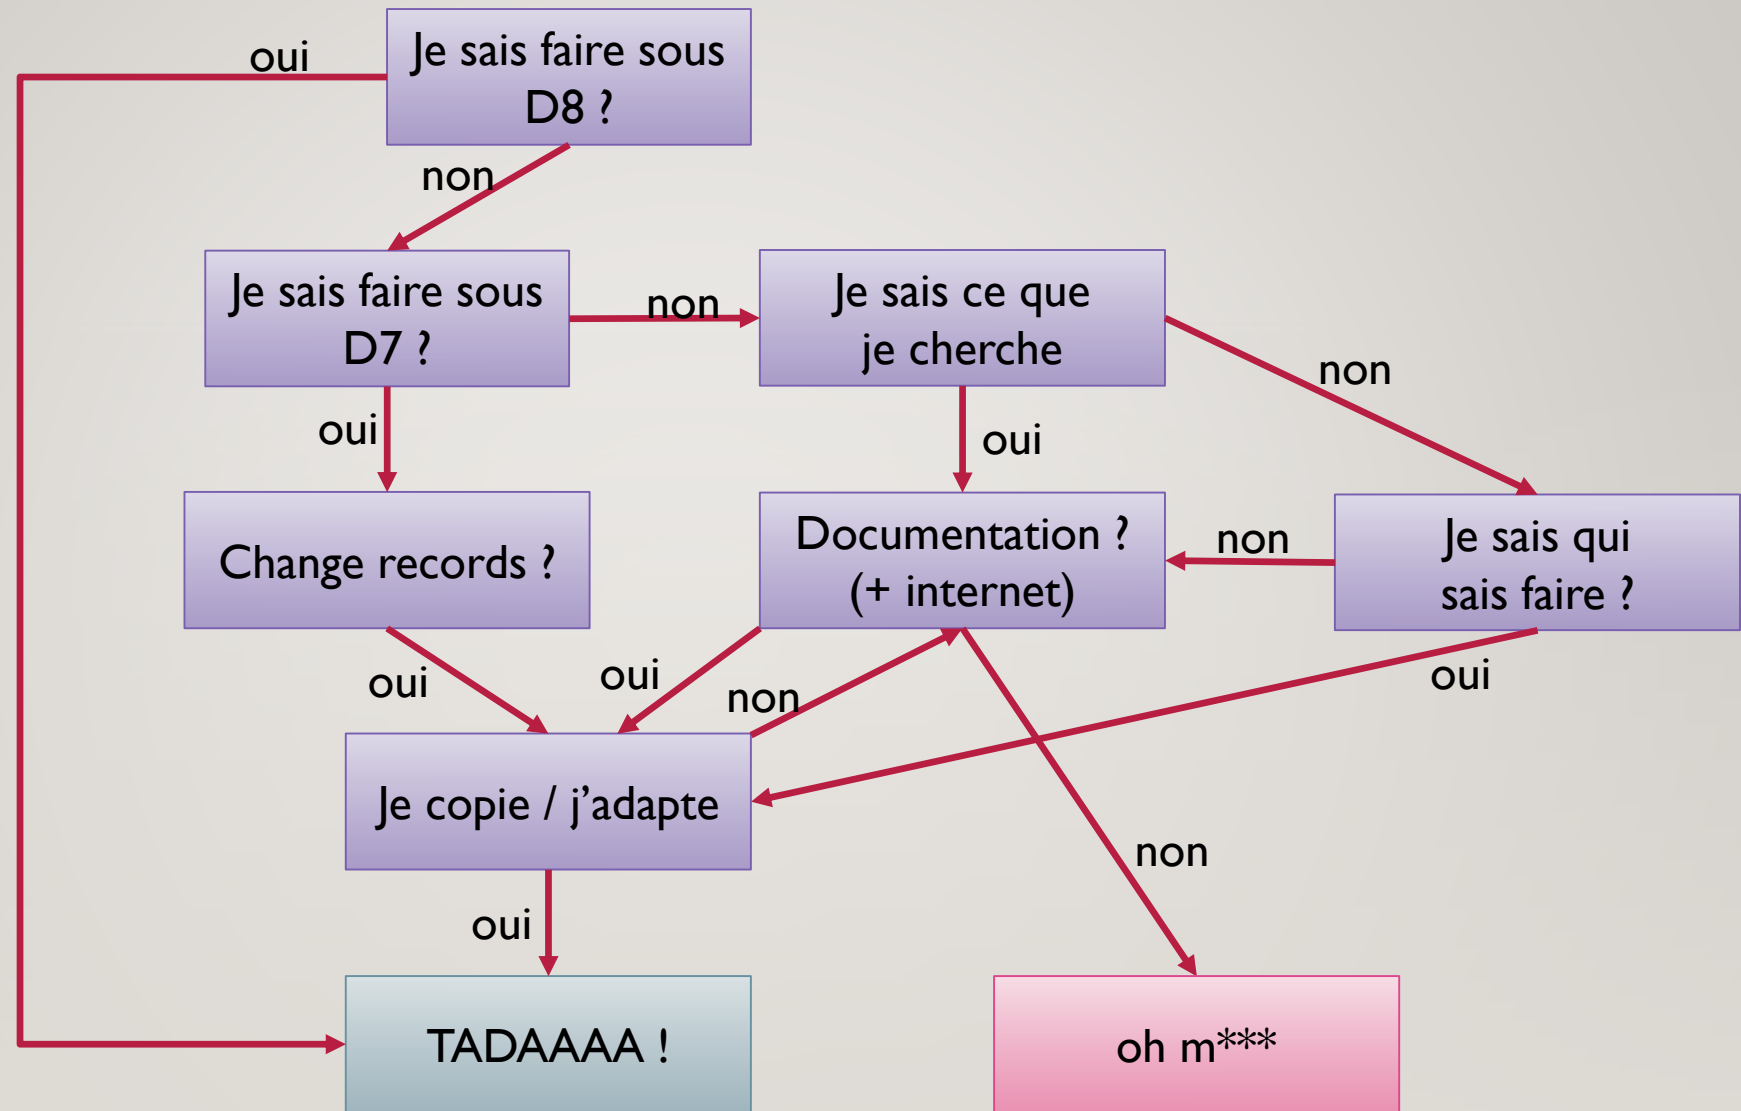 oui
Je sais faire sous
D8 ?
non
Je sais faire sous
D7 ?
non
Je sais ce que
je cherche
non
oui
oui
Change records ?
Documentation ?
(+ internet)
non
Je sais qui
sais faire ?
oui
oui
non
oui
Je copie / j’adapte
non
oui
TADAAAA !
oh m***